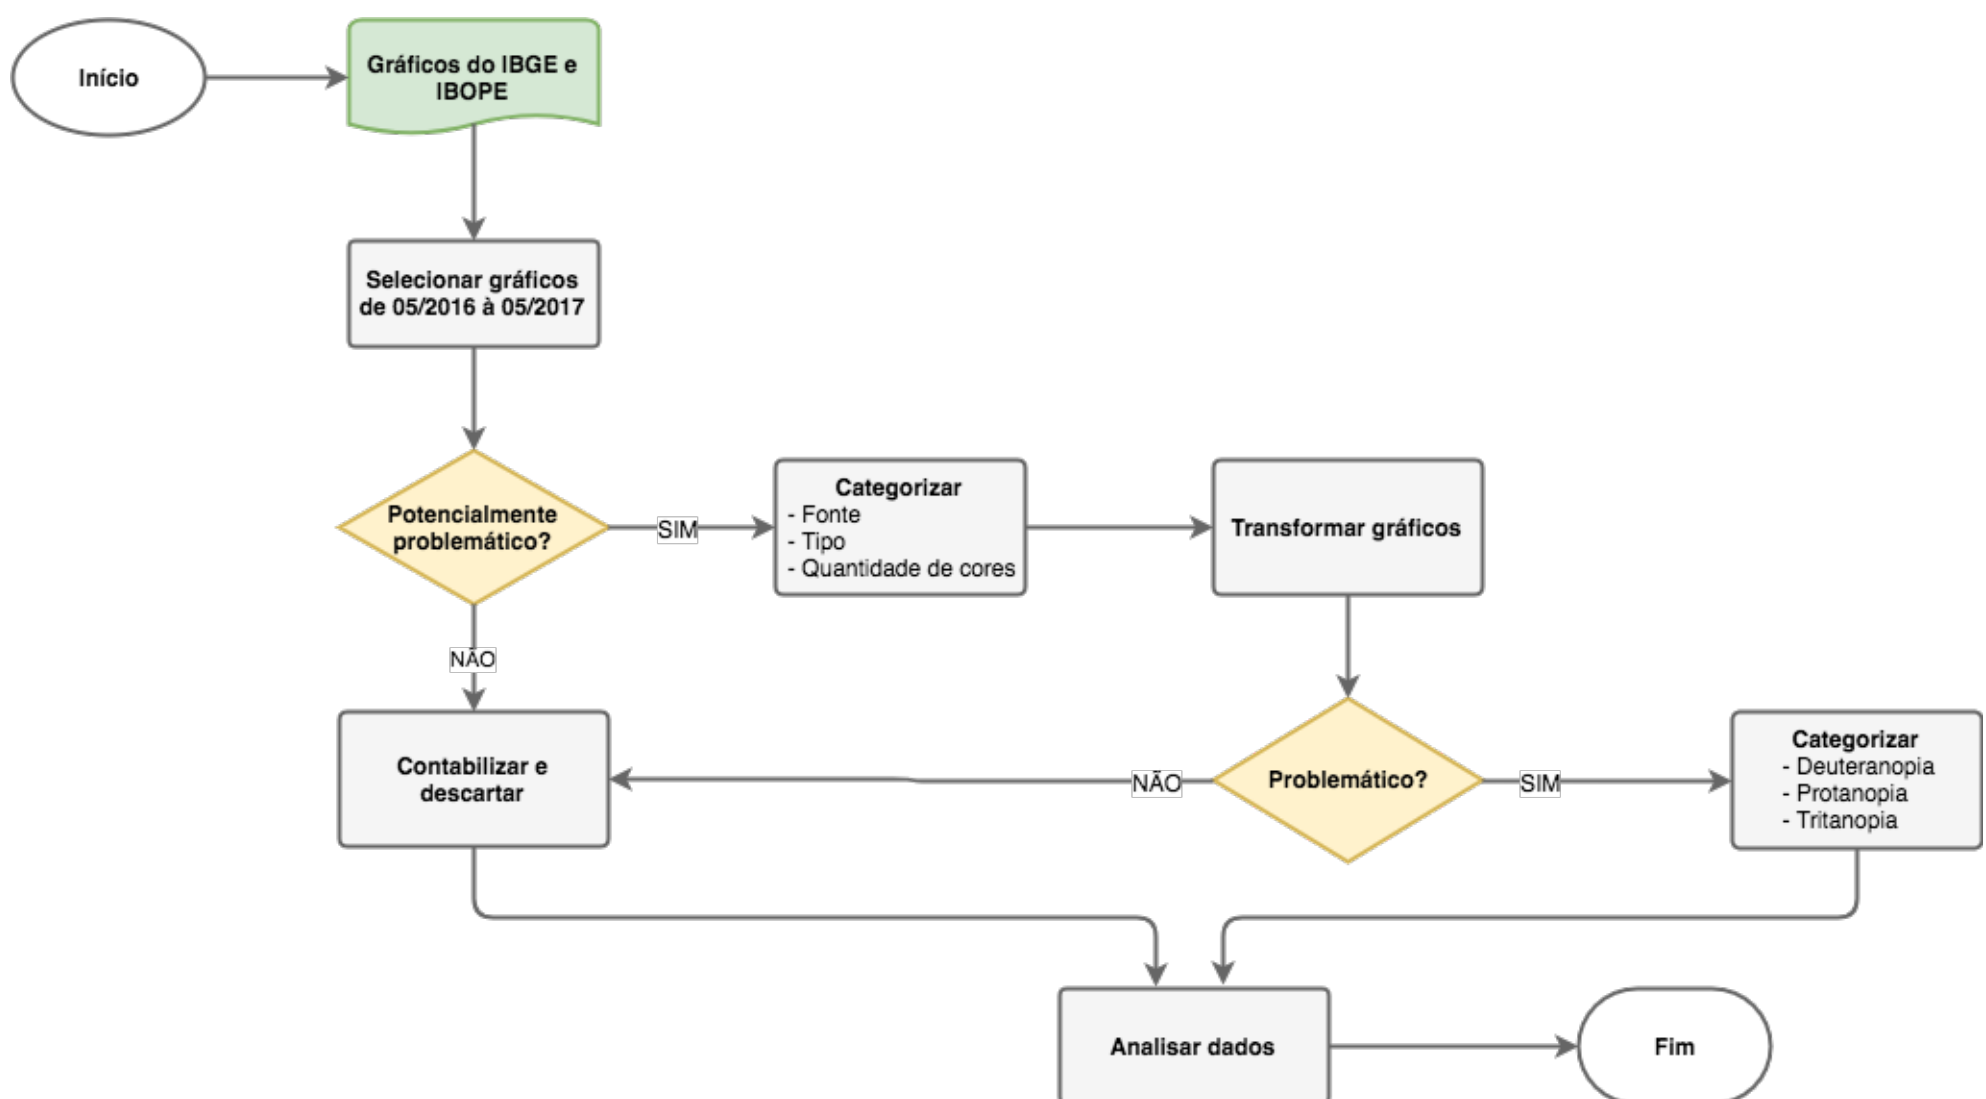 Início
Gráficos do IBGE e
IBOPE
Selecionar gráficos
de 05/2016 à 05/2017
Potencialmente
problemático?
SIM
Categorizar
- Fonte
- Tipo
- Quantidade de cores
Transformar gráficos
NÃO
Contabilizar e
descartar
NÃO
Problemático?
SIM
Categorizar
- Deuteranopia
- Protanopia
- Tritanopia
Analisar dados
Fim